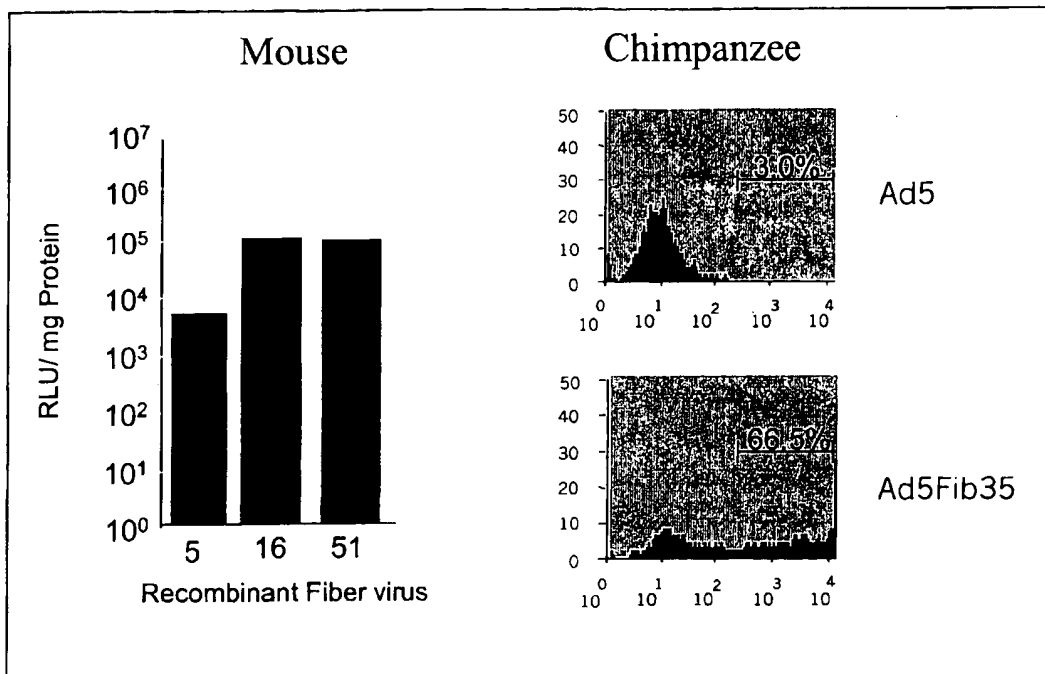 Mouse
RLU/ mg Protein
10⁷
10⁶
10⁵
10⁴
10³
10²
10¹
10⁰
5 16 51
Recombinant Fiber virus
Chimpanzee
50
40
30
20
10
0
3.0%
10⁰ 10¹ 10² 10³ 10⁴
Ad5
50
40
30
20
10
0
66.5%
10⁰ 10¹ 10² 10³ 10⁴
Ad5Fib35